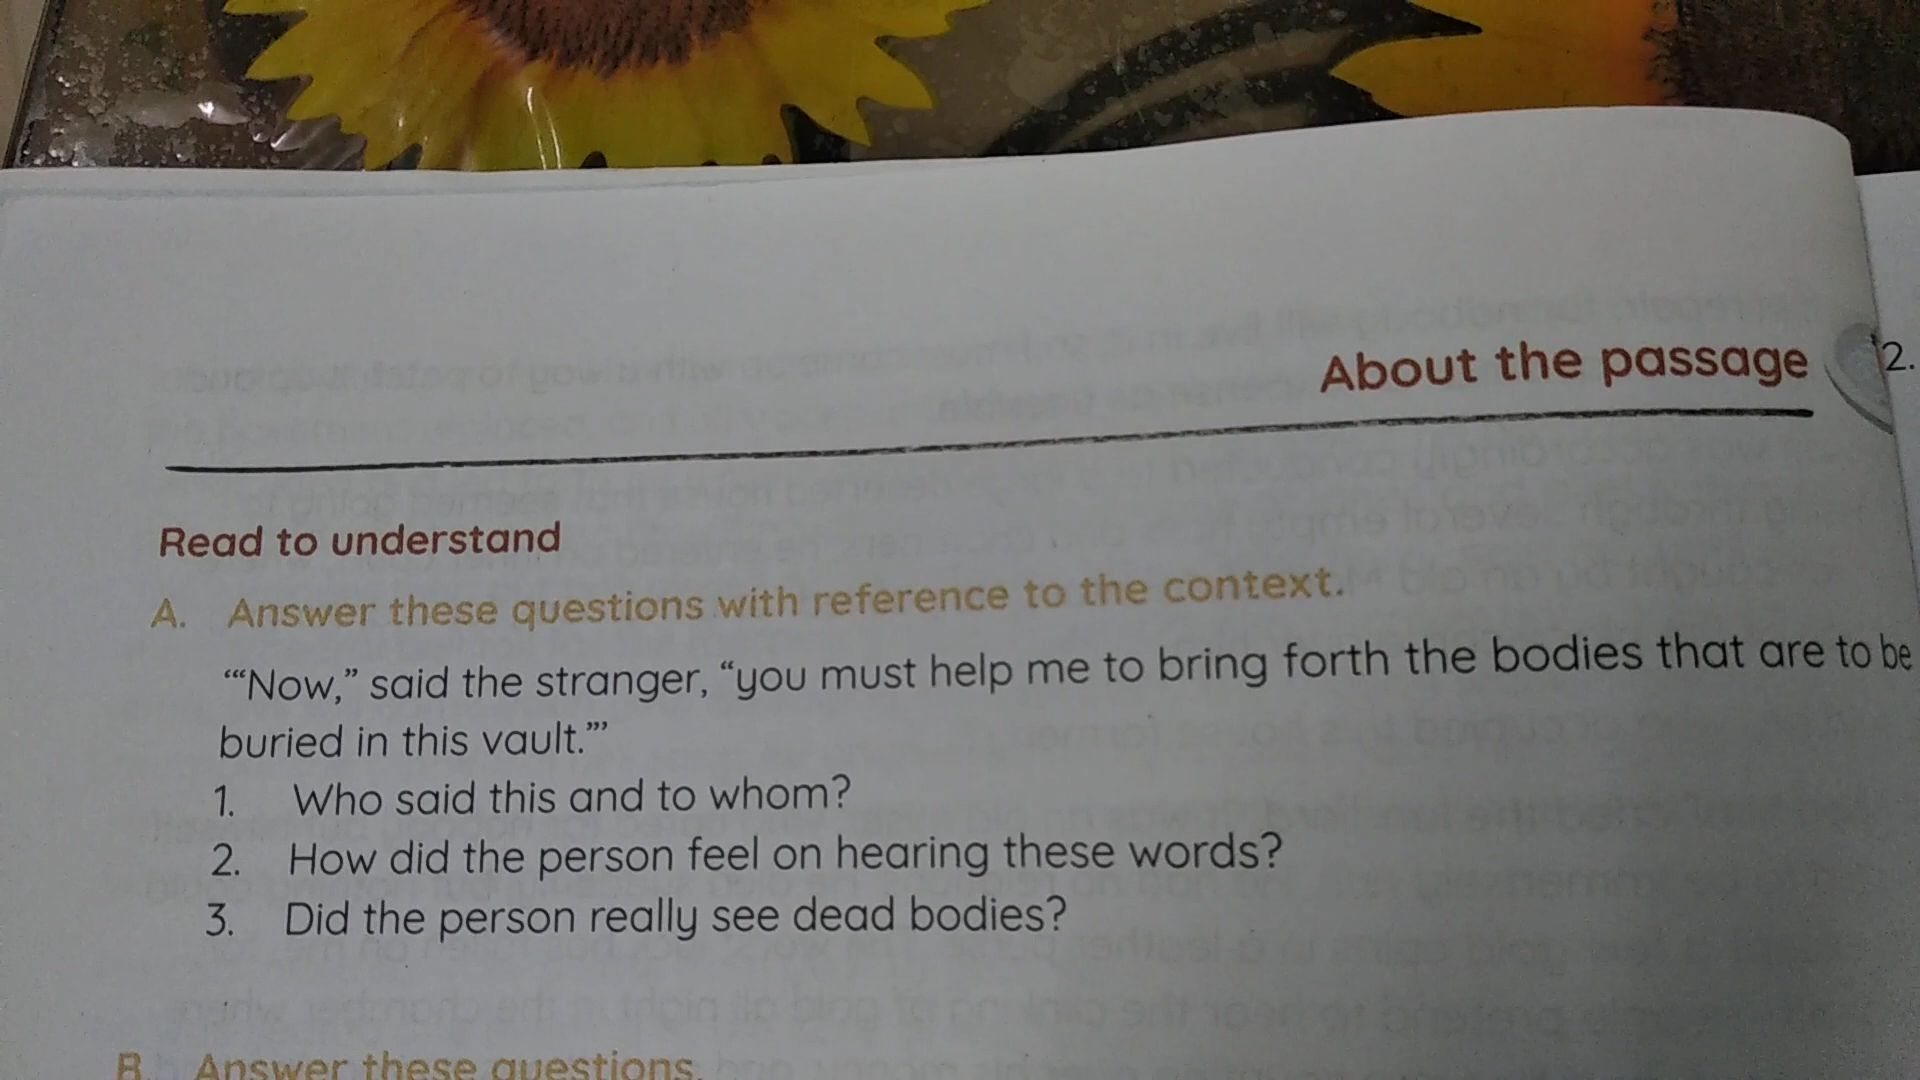 About the passage
2.
Read to understand
A. Answer these questions with reference to the context.
“‘Now,” said the stranger, “you must help me to bring forth the bodies that are to be
buried in this vault.”’
1. Who said this and to whom?
2. How did the person feel on hearing these words?
3. Did the person really see dead bodies?
B. Answer these questions.